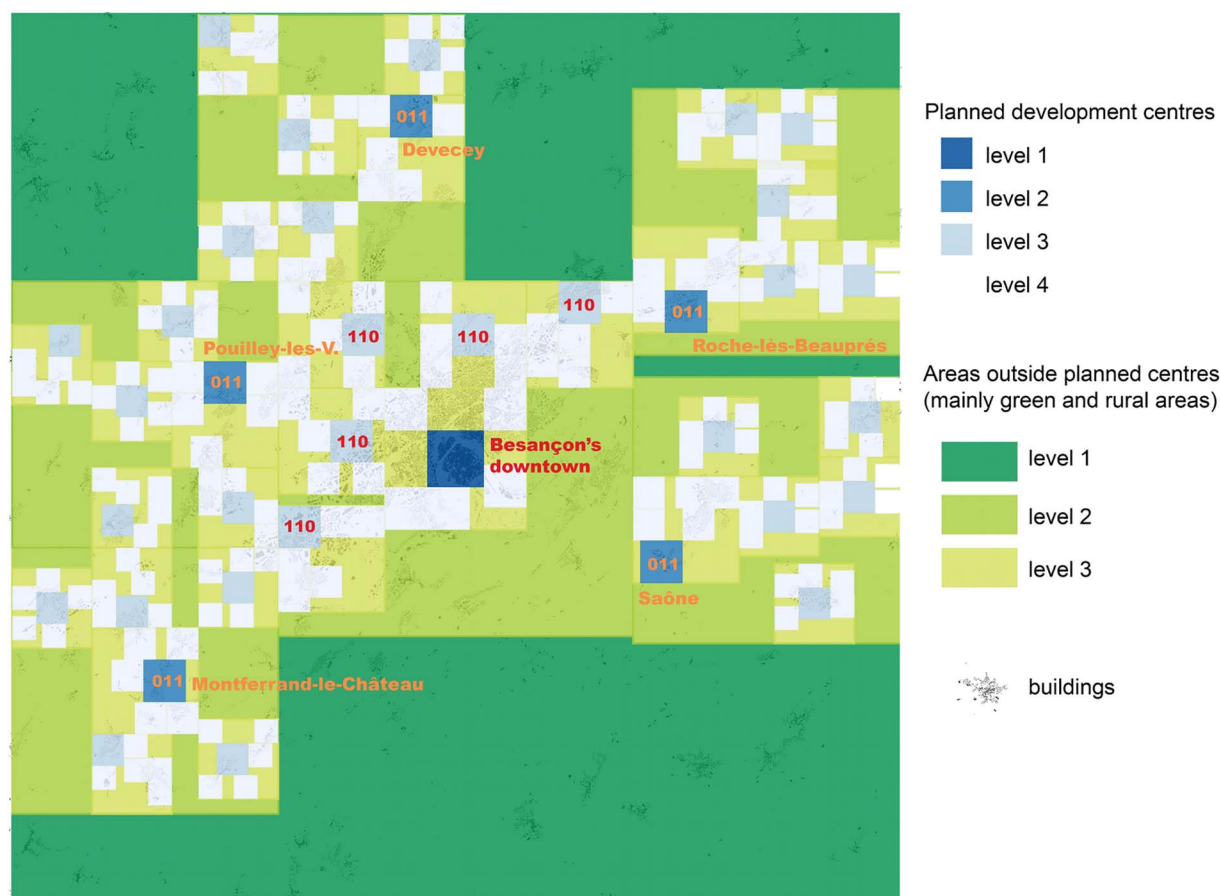 011
Devecey
Planned development centres
level 1
level 2
level 3
level 4
110
110
110
Pouilley-les-V.
011
011
Roche-lès-Beauprés
110
Besançon's
downtown
110
011
Saône
011
Montferrand-le-Château
Areas outside planned centres
(mainly green and rural areas)
level 1
level 2
level 3
buildings